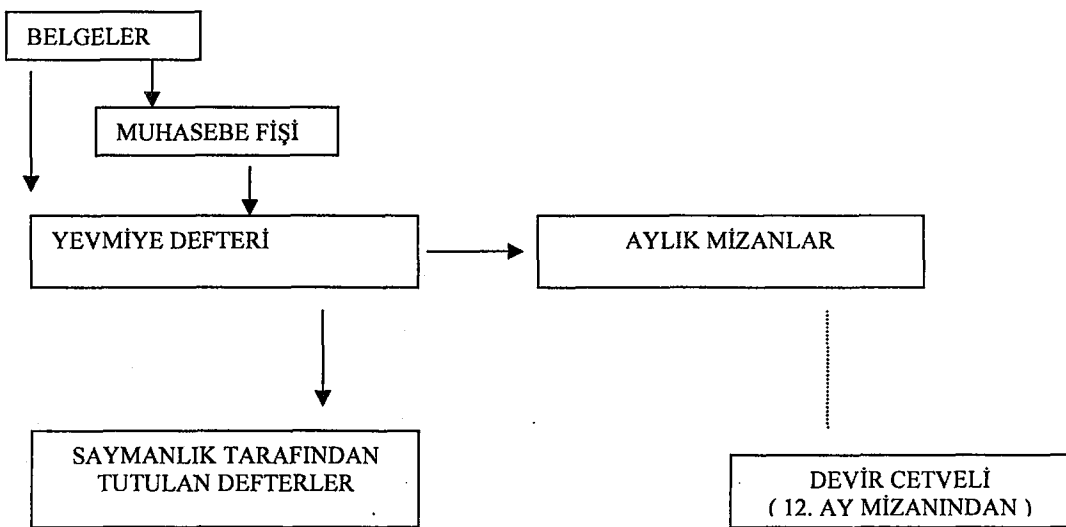 BELGELER
MUHASEBE FİŞİ
YEVMİYE DEFTERİ
AYLIK MİZANLAR
SAYMANLIK TARAFINDAN
TUTULAN DEFTERLER
DEVİR CETVELİ
( 12. AY MİZANINDAN )